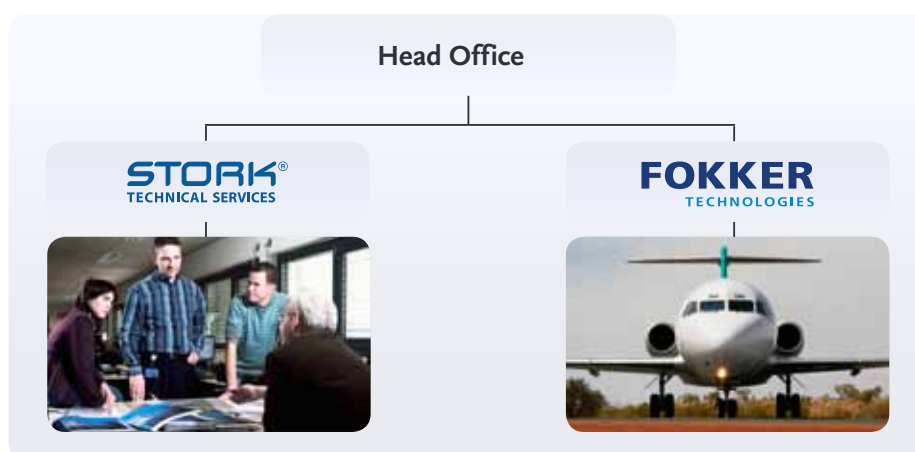 Head Office
STORK®
TECHNICAL SERVICES
FOKKER
TECHNOLOGIES